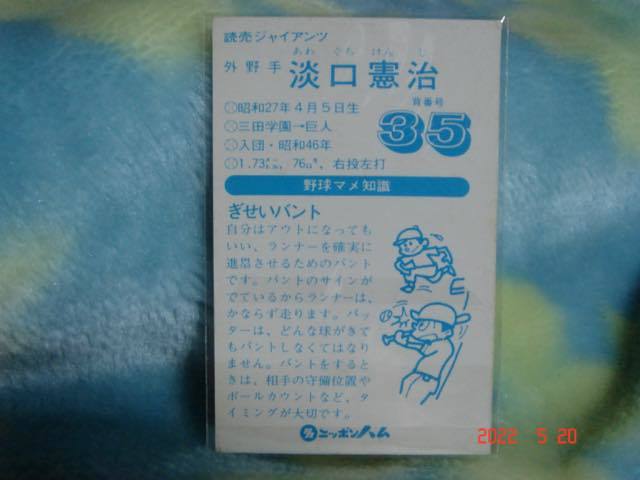 読売ジャイアンツ
あわ ぐち けん じ
外野手 淡口憲治
背番号
35
昭和27年4月5日生
三田学園→巨人
入団・昭和46年
1.73メートル, 76キロ, 右投左打
野球マメ知識
ぎせいバント
自分はアウトになっても
いい、ランナーを確実に
進塁させるためのバント
です。バントのサインが
でているからランナーは、
かならず走ります。バッ
ターは、どんな球がきて
もバントしなくてはなり
ません。バントをすると
きは、相手の守備位置や
ボールカウントなど、タ
イミングが大切です。
ニッポンハム
2022 5 20